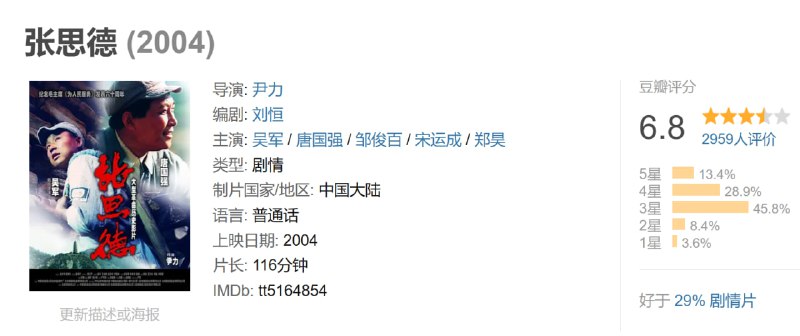 张思德 (2004)
纪念毛主席《为人民服务》发表六十周年
唐国强
吴军
张思德
大型革命历史影片
导演 尹力
更新描述或海报
导演: 尹力
编剧: 刘恒
主演: 吴军 / 唐国强 / 邹俊百 / 宋运成 / 郑昊
类型: 剧情
制片国家/地区: 中国大陆
语言: 普通话
上映日期: 2004
片长: 116分钟
IMDb: tt5164854
豆瓣评分
6.8
2959人评价
5星 13.4%
4星 28.9%
3星 45.8%
2星 8.4%
1星 3.6%
好于 29% 剧情片